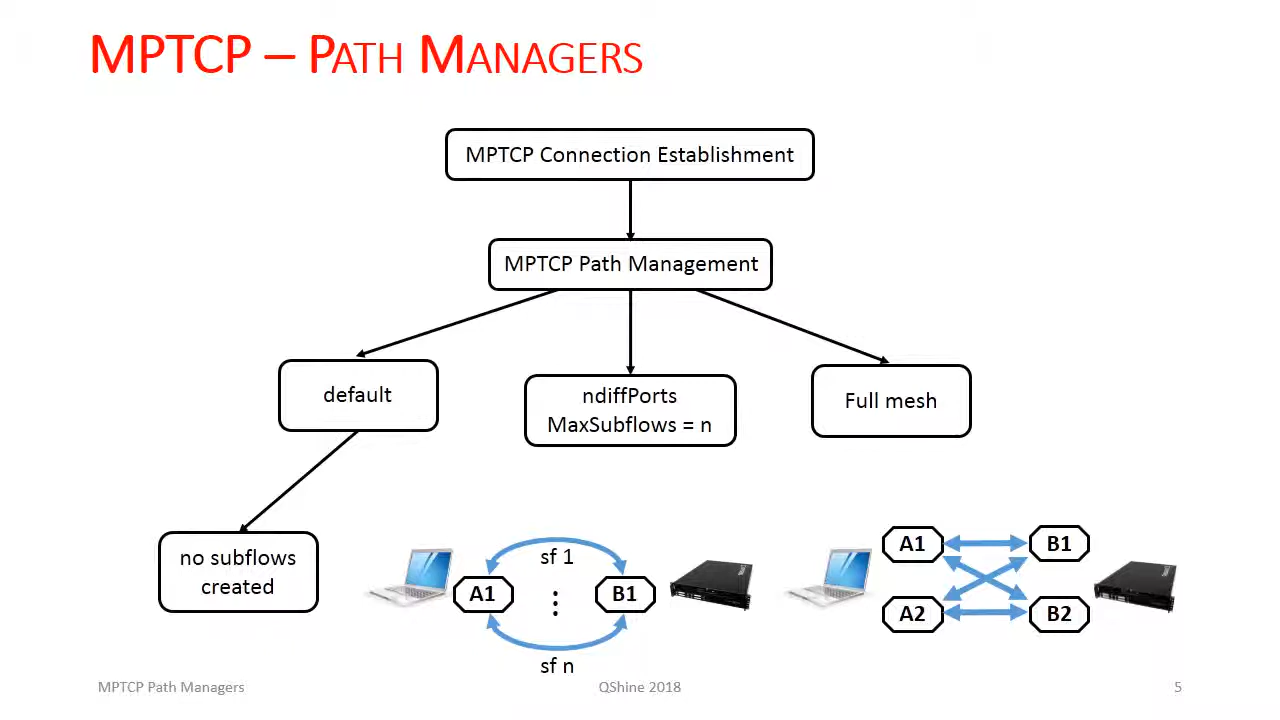 MPTCP – PATH MANAGERS
MPTCP Connection Establishment
MPTCP Path Management
default
ndiffPorts
MaxSubflows = n
Full mesh
no subflows
created
sf 1
A1
B1
sf n
A1
B1
A2
B2
MPTCP Path Managers
QShine 2018
5